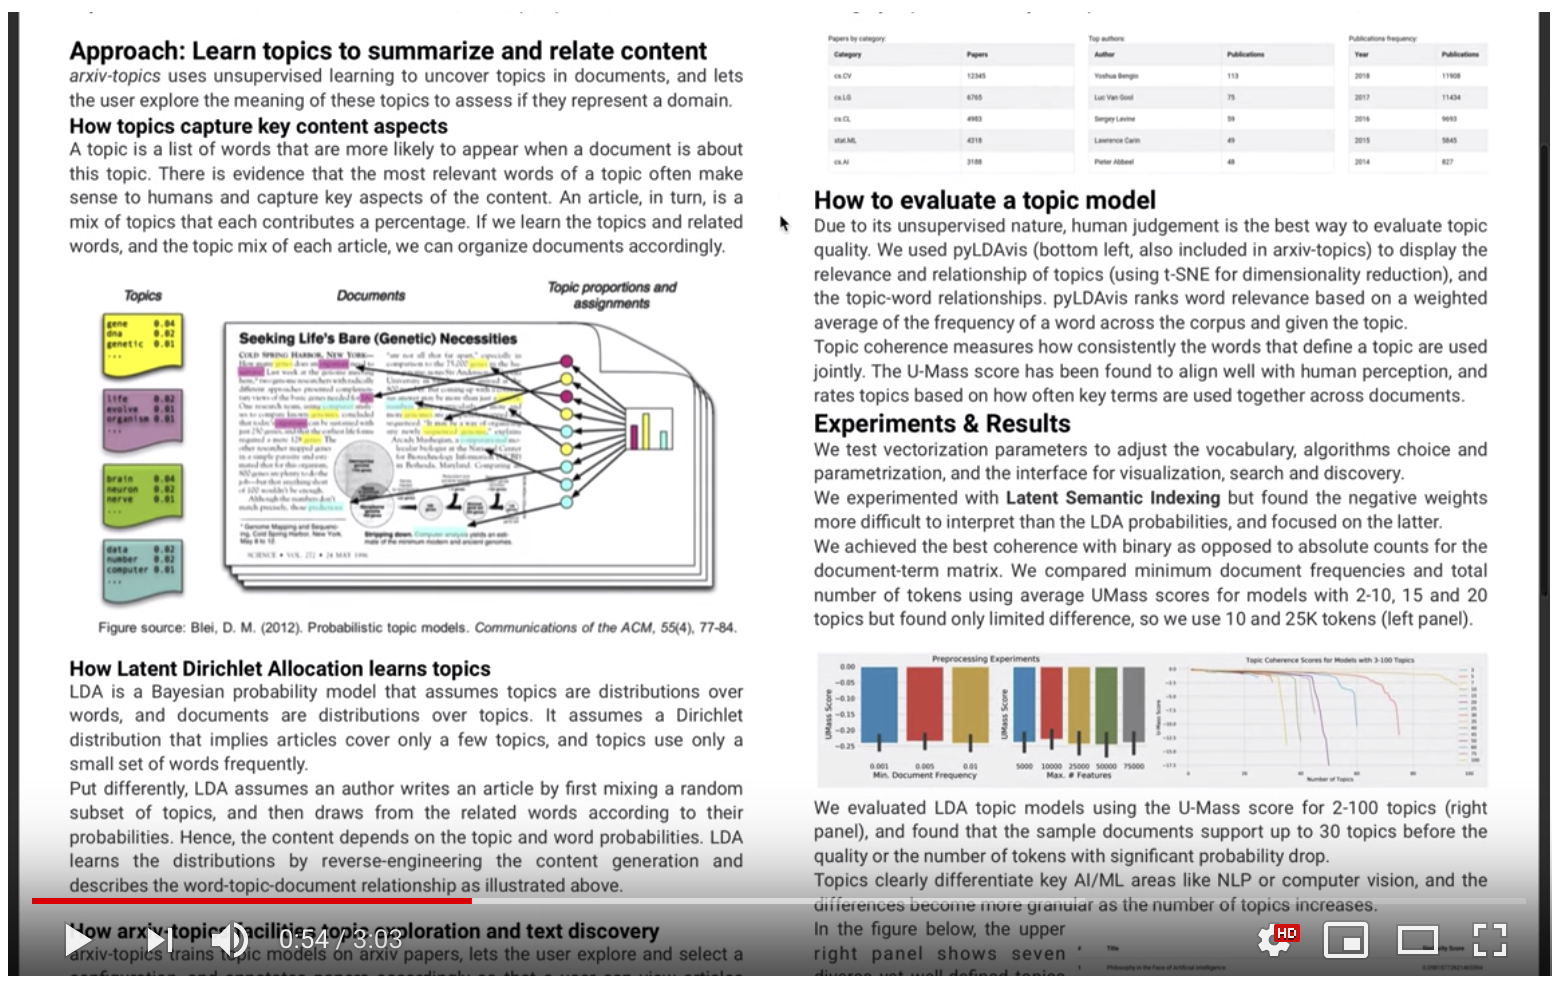 Approach: Learn topics to summarize and relate content
arxiv-topics uses unsupervised learning to uncover topics in documents, and lets
the user explore the meaning of these topics to assess if they represent a domain.
How topics capture key content aspects
A topic is a list of words that are more likely to appear when a document is about
this topic. There is evidence that the most relevant words of a topic often make
sense to humans and capture key aspects of the content. An article, in turn, is a
mix of topics that each contributes a percentage. If we learn the topics and related
words, and the topic mix of each article, we can organize documents accordingly.
Topics
Documents
Topic proportions and
assignments
gene 0.04
dna 0.02
genetic 0.01
...
life 0.02
evolve 0.01
organism 0.01
...
brain 0.04
neuron 0.02
nerve 0.01
...
data 0.02
number 0.02
computer 0.01
...
Seeking Life's Bare (Genetic) Necessities
COLD SPRING HARBOR, NEW YORK—
SCIENCE • VOL. 272 • 24 MAY 1996
Figure source: Blei, D. M. (2012). Probabilistic topic models. Communications of the ACM, 55(4), 77-84.
How Latent Dirichlet Allocation learns topics
LDA is a Bayesian probability model that assumes topics are distributions over
words, and documents are distributions over topics. It assumes a Dirichlet
distribution that implies articles cover only a few topics, and topics use only a
small set of words frequently.
Put differently, LDA assumes an author writes an article by first mixing a random
subset of topics, and then draws from the related words according to their
probabilities. Hence, the content depends on the topic and word probabilities. LDA
learns the distributions by reverse-engineering the content generation and
describes the word-topic-document relationship as illustrated above.
How arxiv-topics facilities topic exploration and text discovery
arxiv-topics trains topic models on arxiv papers, lets the user explore and select a
Papers by category:
Category Papers
cs.CV 12345
cs.LG 6765
cs.CL 4983
stat.ML 4318
cs.AI 3188
Top authors:
Author Publications
Yoshua Bengio 113
Luc Van Gool 75
Sergey Levine 59
Lawrence Carin 49
Pieter Abbeel 48
Publications frequency:
Year Publications
2018 11908
2017 11434
2016 9693
2015 5845
2014 827
How to evaluate a topic model
Due to its unsupervised nature, human judgement is the best way to evaluate topic
quality. We used pyLDAvis (bottom left, also included in arxiv-topics) to display the
relevance and relationship of topics (using t-SNE for dimensionality reduction), and
the topic-word relationships. pyLDAvis ranks word relevance based on a weighted
average of the frequency of a word across the corpus and given the topic.
Topic coherence measures how consistently the words that define a topic are used
jointly. The U-Mass score has been found to align well with human perception, and
rates topics based on how often key terms are used together across documents.
Experiments & Results
We test vectorization parameters to adjust the vocabulary, algorithms choice and
parametrization, and the interface for visualization, search and discovery.
We experimented with Latent Semantic Indexing but found the negative weights
more difficult to interpret than the LDA probabilities, and focused on the latter.
We achieved the best coherence with binary as opposed to absolute counts for the
document-term matrix. We compared minimum document frequencies and total
number of tokens using average UMass scores for models with 2-10, 15 and 20
topics but found only limited difference, so we use 10 and 25K tokens (left panel).
Preprocessing Experiments
UMass Score
0.00
−0.05
−0.10
−0.15
−0.20
−0.25
0.001 0.005 0.01
Min. Document Frequency
UMass Score
5000 10000 25000 50000 75000
Max. # Features
Topic Coherence Scores for Models with 3-100 Topics
Number of Topics
We evaluated LDA topic models using the U-Mass score for 2-100 topics (right
panel), and found that the sample documents support up to 30 topics before the
quality or the number of tokens with significant probability drop.
Topics clearly differentiate key AI/ML areas like NLP or computer vision, and the
differences become more granular as the number of topics increases.
In the figure below, the upper
right panel shows seven
Title
0:54 / 3:03
HD